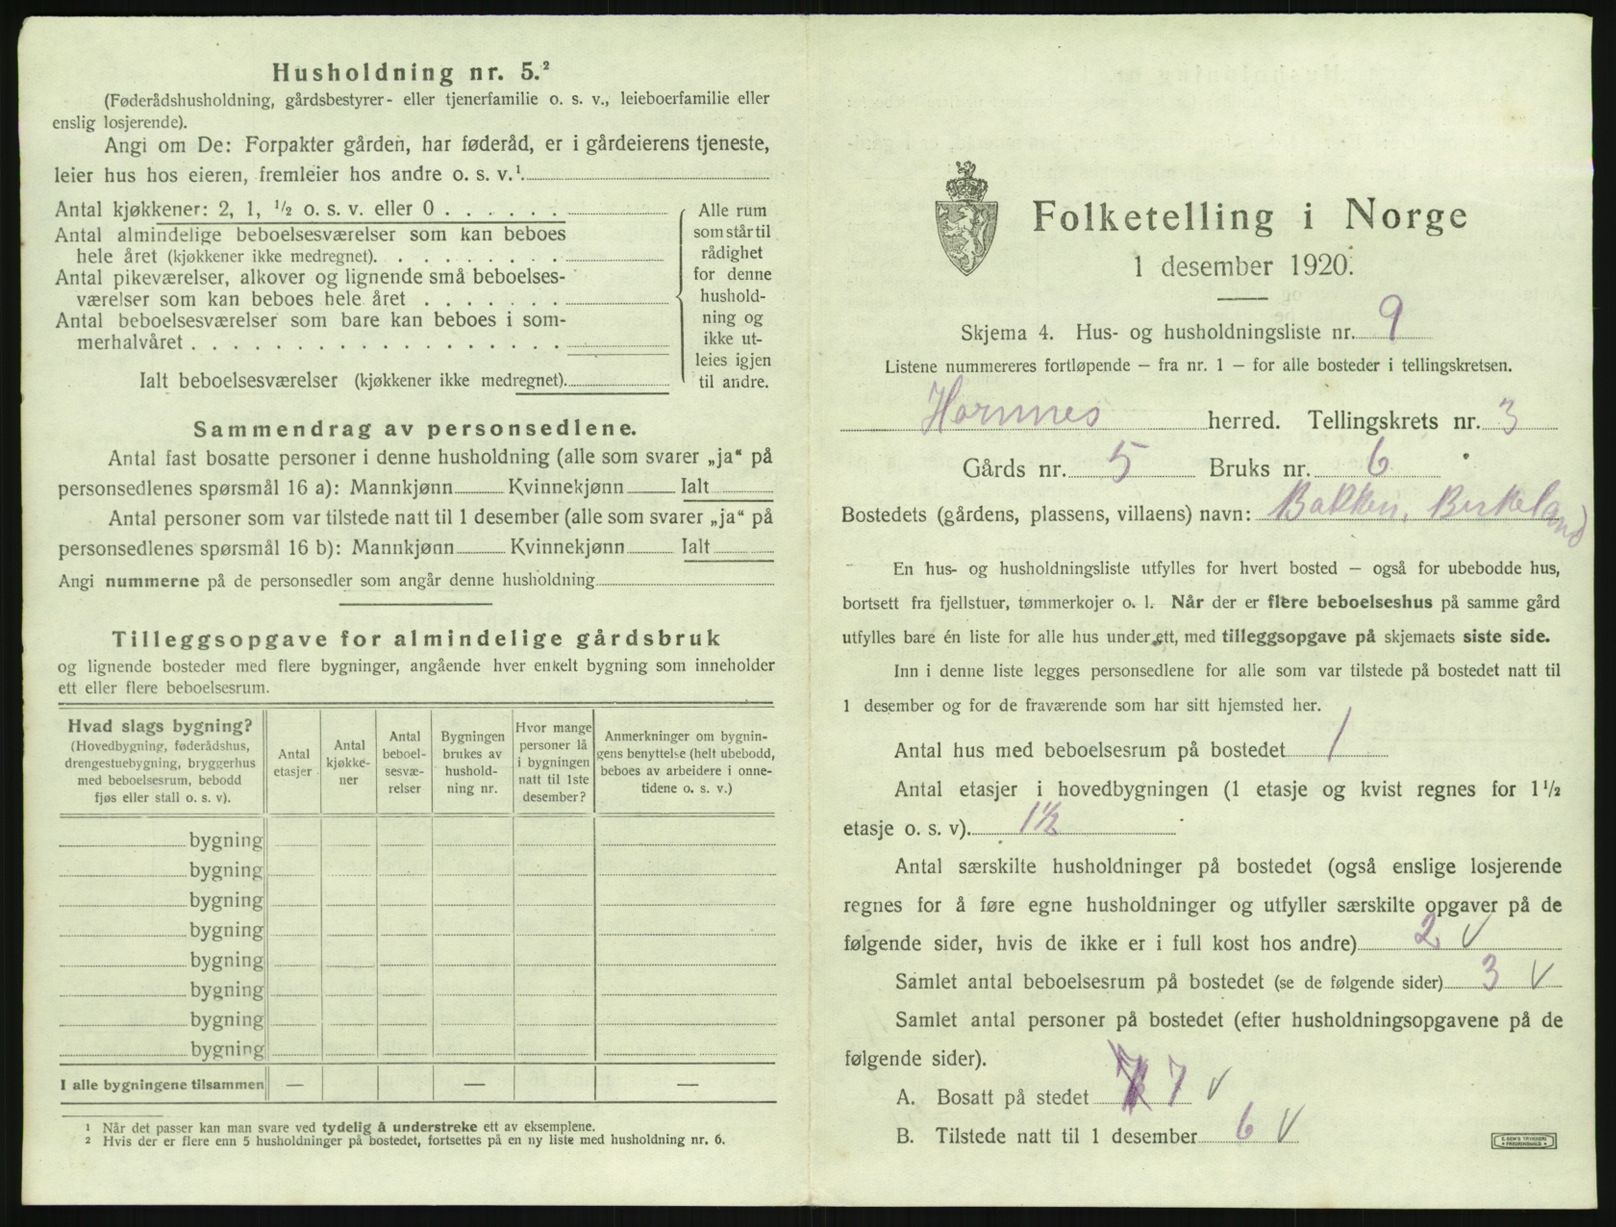 Husholdning nr. 5.²
(Føderådshusholdning, gårdsbestyrer- eller tjenerfamilie o. s. v., leieboerfamilie eller
enslig losjerende).
Angi om De: Forpakter gården, har føderåd, er i gårdeierens tjeneste,
leier hus hos eieren, fremleier hos andre o. s. v.¹
Antal kjøkkener: 2, 1, ½ o. s. v. eller 0 . . . . . .
Antal almindelige beboelsesværelser som kan beboes
hele året (kjøkkener ikke medregnet). . . . . . . . .
Antal pikeværelser, alkover og lignende små beboelses-
værelser som kan beboes hele året . . . . . . .
Antal beboelsesværelser som bare kan beboes i som-
merhalvåret . . . . . . . . . . . . . . . . . .
Ialt beboelsesværelser (kjøkkener ikke medregnet).
Alle rum
som står til
rådighet
for denne
hushold-
ning og
ikke ut-
leies igjen
til andre.
Sammendrag av personsedlene.
Antal fast bosatte personer i denne husholdning (alle som svarer „ja“ på
personsedlenes spørsmål 16 a): Mannkjønn Kvinnekjønn Ialt
Antal personer som var tilstede natt til 1 desember (alle som svarer „ja“ på
personsedlenes spørsmål 16 b): Mannkjønn Kvinnekjønn Ialt
Angi nummerne på de personsedler som angår denne husholdning
Tilleggsopgave for almindelige gårdsbruk
og lignende bosteder med flere bygninger, angående hver enkelt bygning som inneholder
ett eller flere beboelsesrum.
Hvad slags bygning?
(Hovedbygning, føderådshus,
drengestuebygning, bryggerhus
med beboelsesrum, bebodd
fjøs eller stall o. s. v).
Antal
etasjer
Antal
kjøkke-
ner
Antal
beboel-
sesvæ-
relser
Bygningen
brukes av
hushold-
ning nr.
Hvor mange
personer lå
i bygningen
natt til 1ste
desember?
Anmerkninger om bygnin-
gens benyttelse (helt ubebodd,
beboes av arbeidere i onne-
tidene o. s. v.)
bygning
bygning
bygning
bygning
bygning
bygning
bygning
bygning
I alle bygningene tilsammen — — —
¹ Når det passer kan man svare ved tydelig å understreke ett av eksemplene.
² Hvis der er flere enn 5 husholdninger på bostedet, fortsettes på en ny liste med husholdning nr. 6.
Folketelling i Norge
1 desember 1920.
Skjema 4. Hus- og husholdningsliste nr. 9
Listene nummereres fortløpende — fra nr. 1 — for alle bosteder i tellingskretsen.
Hornnes herred. Tellingskrets nr. 3
Gårds nr. 5 Bruks nr. 6
Bostedets (gårdens, plassens, villaens) navn: Bakken, Birkeland
En hus- og husholdningsliste utfylles for hvert bosted — også for ubebodde hus,
bortsett fra fjellstuer, tømmerkojer o. l. Når der er flere beboelseshus på samme gård
utfylles bare én liste for alle hus under ett, med tilleggsopgave på skjemaets siste side.
Inn i denne liste legges personsedlene for alle som var tilstede på bostedet natt til
1 desember og for de fraværende som har sitt hjemsted her.
Antal hus med beboelsesrum på bostedet 1
Antal etasjer i hovedbygningen (1 etasje og kvist regnes for 1½
etasje o. s. v). 1½
Antal særskilte husholdninger på bostedet (også enslige losjerende
regnes for å føre egne husholdninger og utfyller særskilte opgaver på de
følgende sider, hvis de ikke er i full kost hos andre) 2 √
Samlet antal beboelsesrum på bostedet (se de følgende sider) 3 √
Samlet antal personer på bostedet (efter husholdningsopgavene på de
følgende sider).
A. Bosatt på stedet 7 √
B. Tilstede natt til 1 desember 6 √